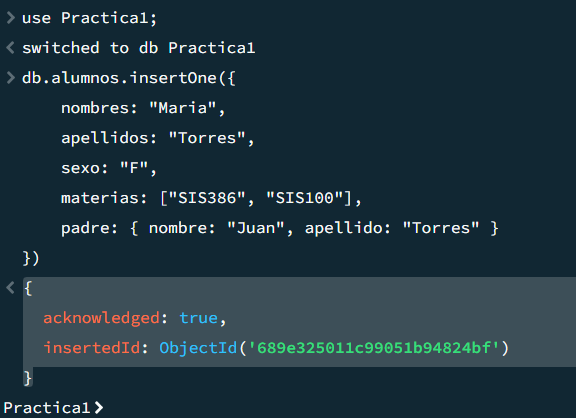 > use Practica1;
< switched to db Practica1
> db.alumnos.insertOne({
    nombres: "Maria",
    apellidos: "Torres",
    sexo: "F",
    materias: ["SIS386", "SIS100"],
    padre: { nombre: "Juan", apellido: "Torres" }
})
< {
  acknowledged: true,
  insertedId: ObjectId('689e325011c99051b94824bf')
}
Practica1>